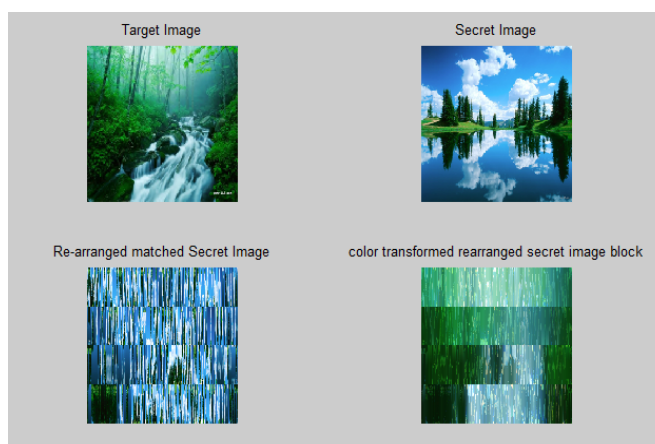 Target Image
Secret Image
Re-arranged matched Secret Image
color transformed rearranged secret image block